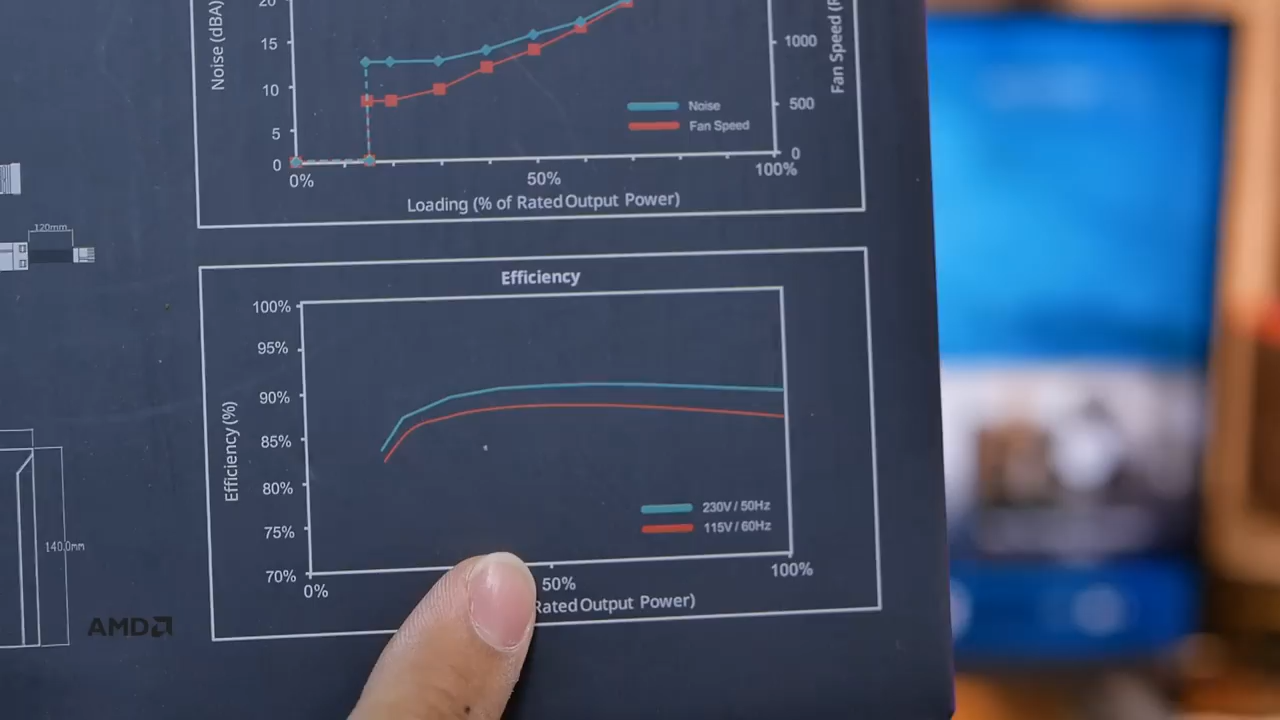 20
15
10
5
0
Noise (dBA)
1000
500
0
Fan Speed (R
Noise
Fan Speed
0%
50%
100%
Loading (% of Rated Output Power)
120mm
Efficiency
100%
95%
90%
85%
80%
75%
70%
Efficiency (%)
230V / 50Hz
115V / 60Hz
0%
50%
100%
Rated Output Power)
140.0mm
AMD